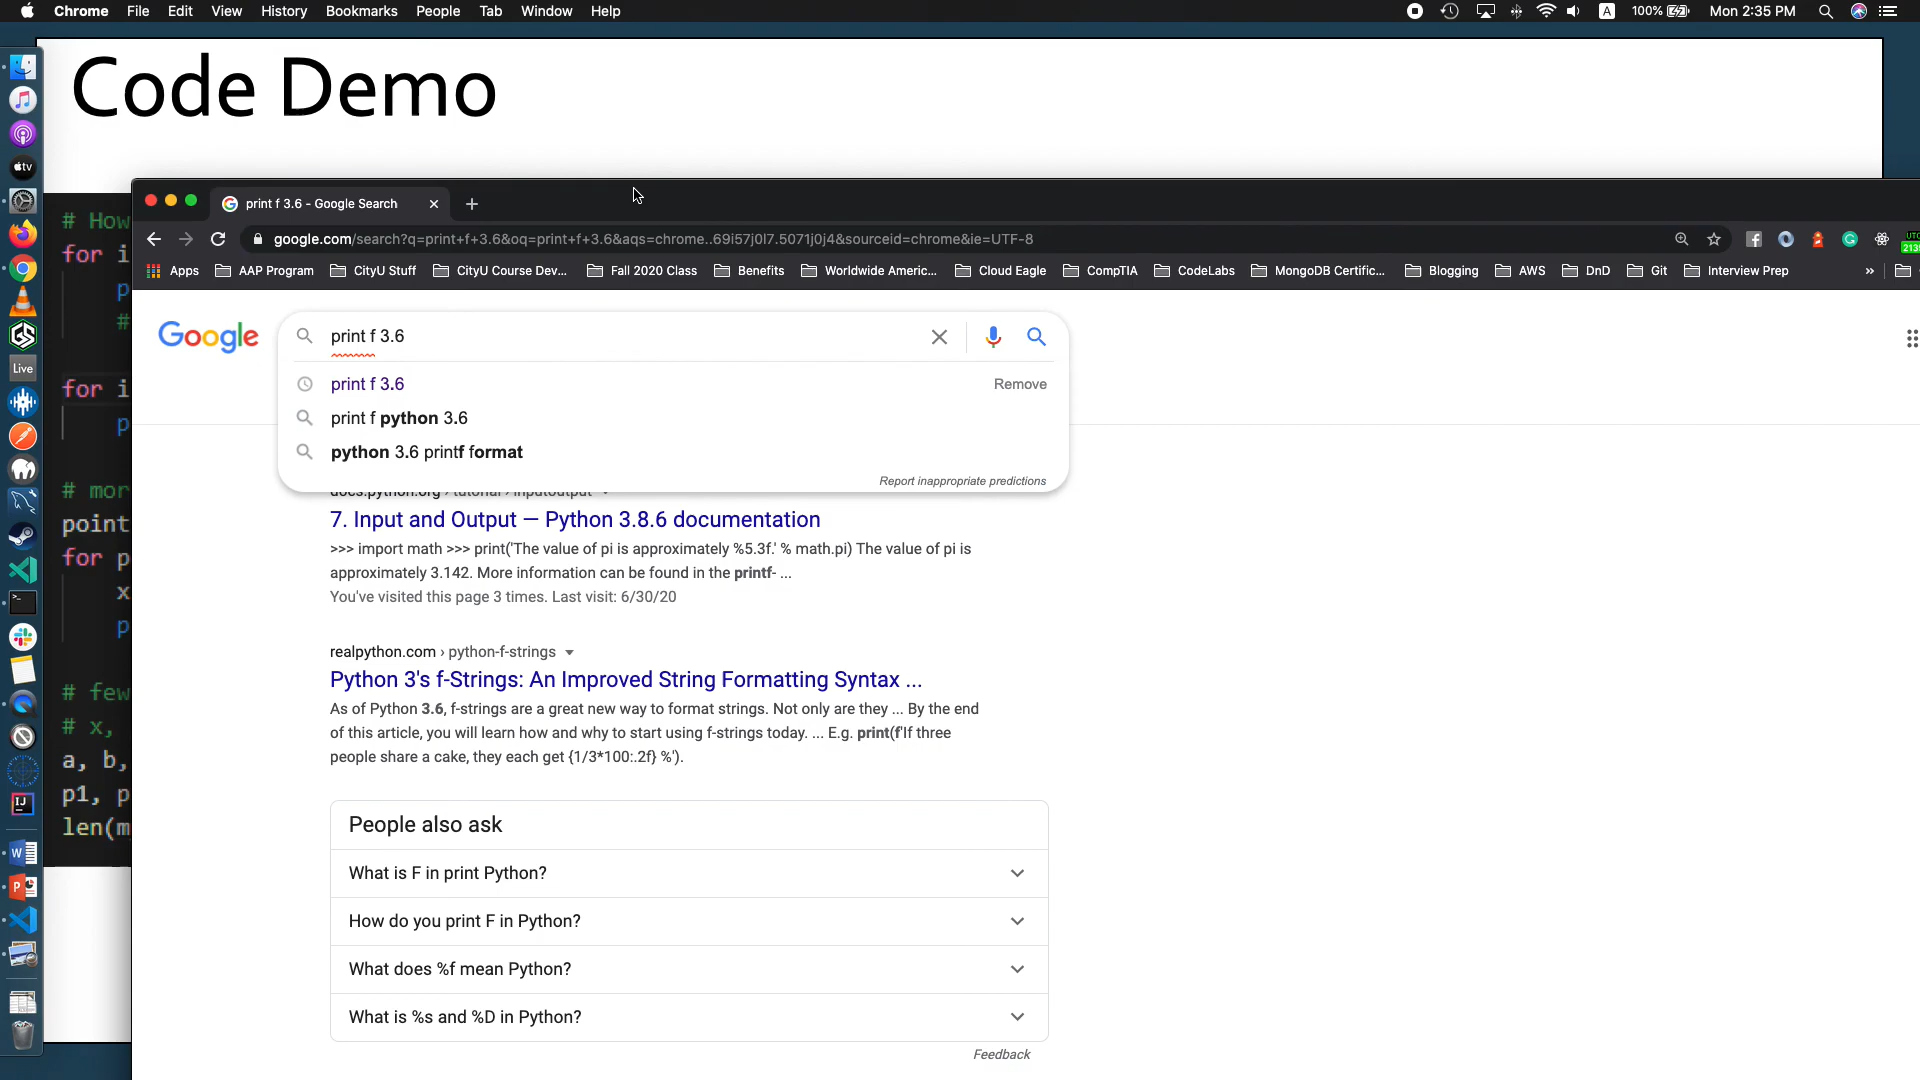 Chrome File Edit View History Bookmarks People Tab Window Help
A 100% Mon 2:35 PM
Code Demo
print f 3.6 - Google Search
google.com/search?q=print+f+3.6&oq=print+f+3.6&aqs=chrome..69i57j0l7.5071j0j4&sourceid=chrome&ie=UTF-8
UTC
213
Apps AAP Program CityU Stuff CityU Course Dev... Fall 2020 Class Benefits Worldwide Americ... Cloud Eagle CompTIA CodeLabs MongoDB Certific... Blogging AWS DnD Git Interview Prep »
tv
Live
IJ
W
P
# How
for i
p
#
for i
p
# mor
point
for p
x
p
# few
# x,
a, b,
p1, p
len(m
Google
print f 3.6
print f 3.6 Remove
print f python 3.6
python 3.6 printf format
Report inappropriate predictions
docs.python.org › tutorial › inputoutput
7. Input and Output — Python 3.8.6 documentation
>>> import math >>> print('The value of pi is approximately %5.3f.' % math.pi) The value of pi is
approximately 3.142. More information can be found in the printf- ...
You've visited this page 3 times. Last visit: 6/30/20
realpython.com › python-f-strings
Python 3's f-Strings: An Improved String Formatting Syntax ...
As of Python 3.6, f-strings are a great new way to format strings. Not only are they ... By the end
of this article, you will learn how and why to start using f-strings today. ... E.g. print(f'If three
people share a cake, they each get {1/3*100:.2f} %').
People also ask
What is F in print Python?
How do you print F in Python?
What does %f mean Python?
What is %s and %D in Python?
Feedback